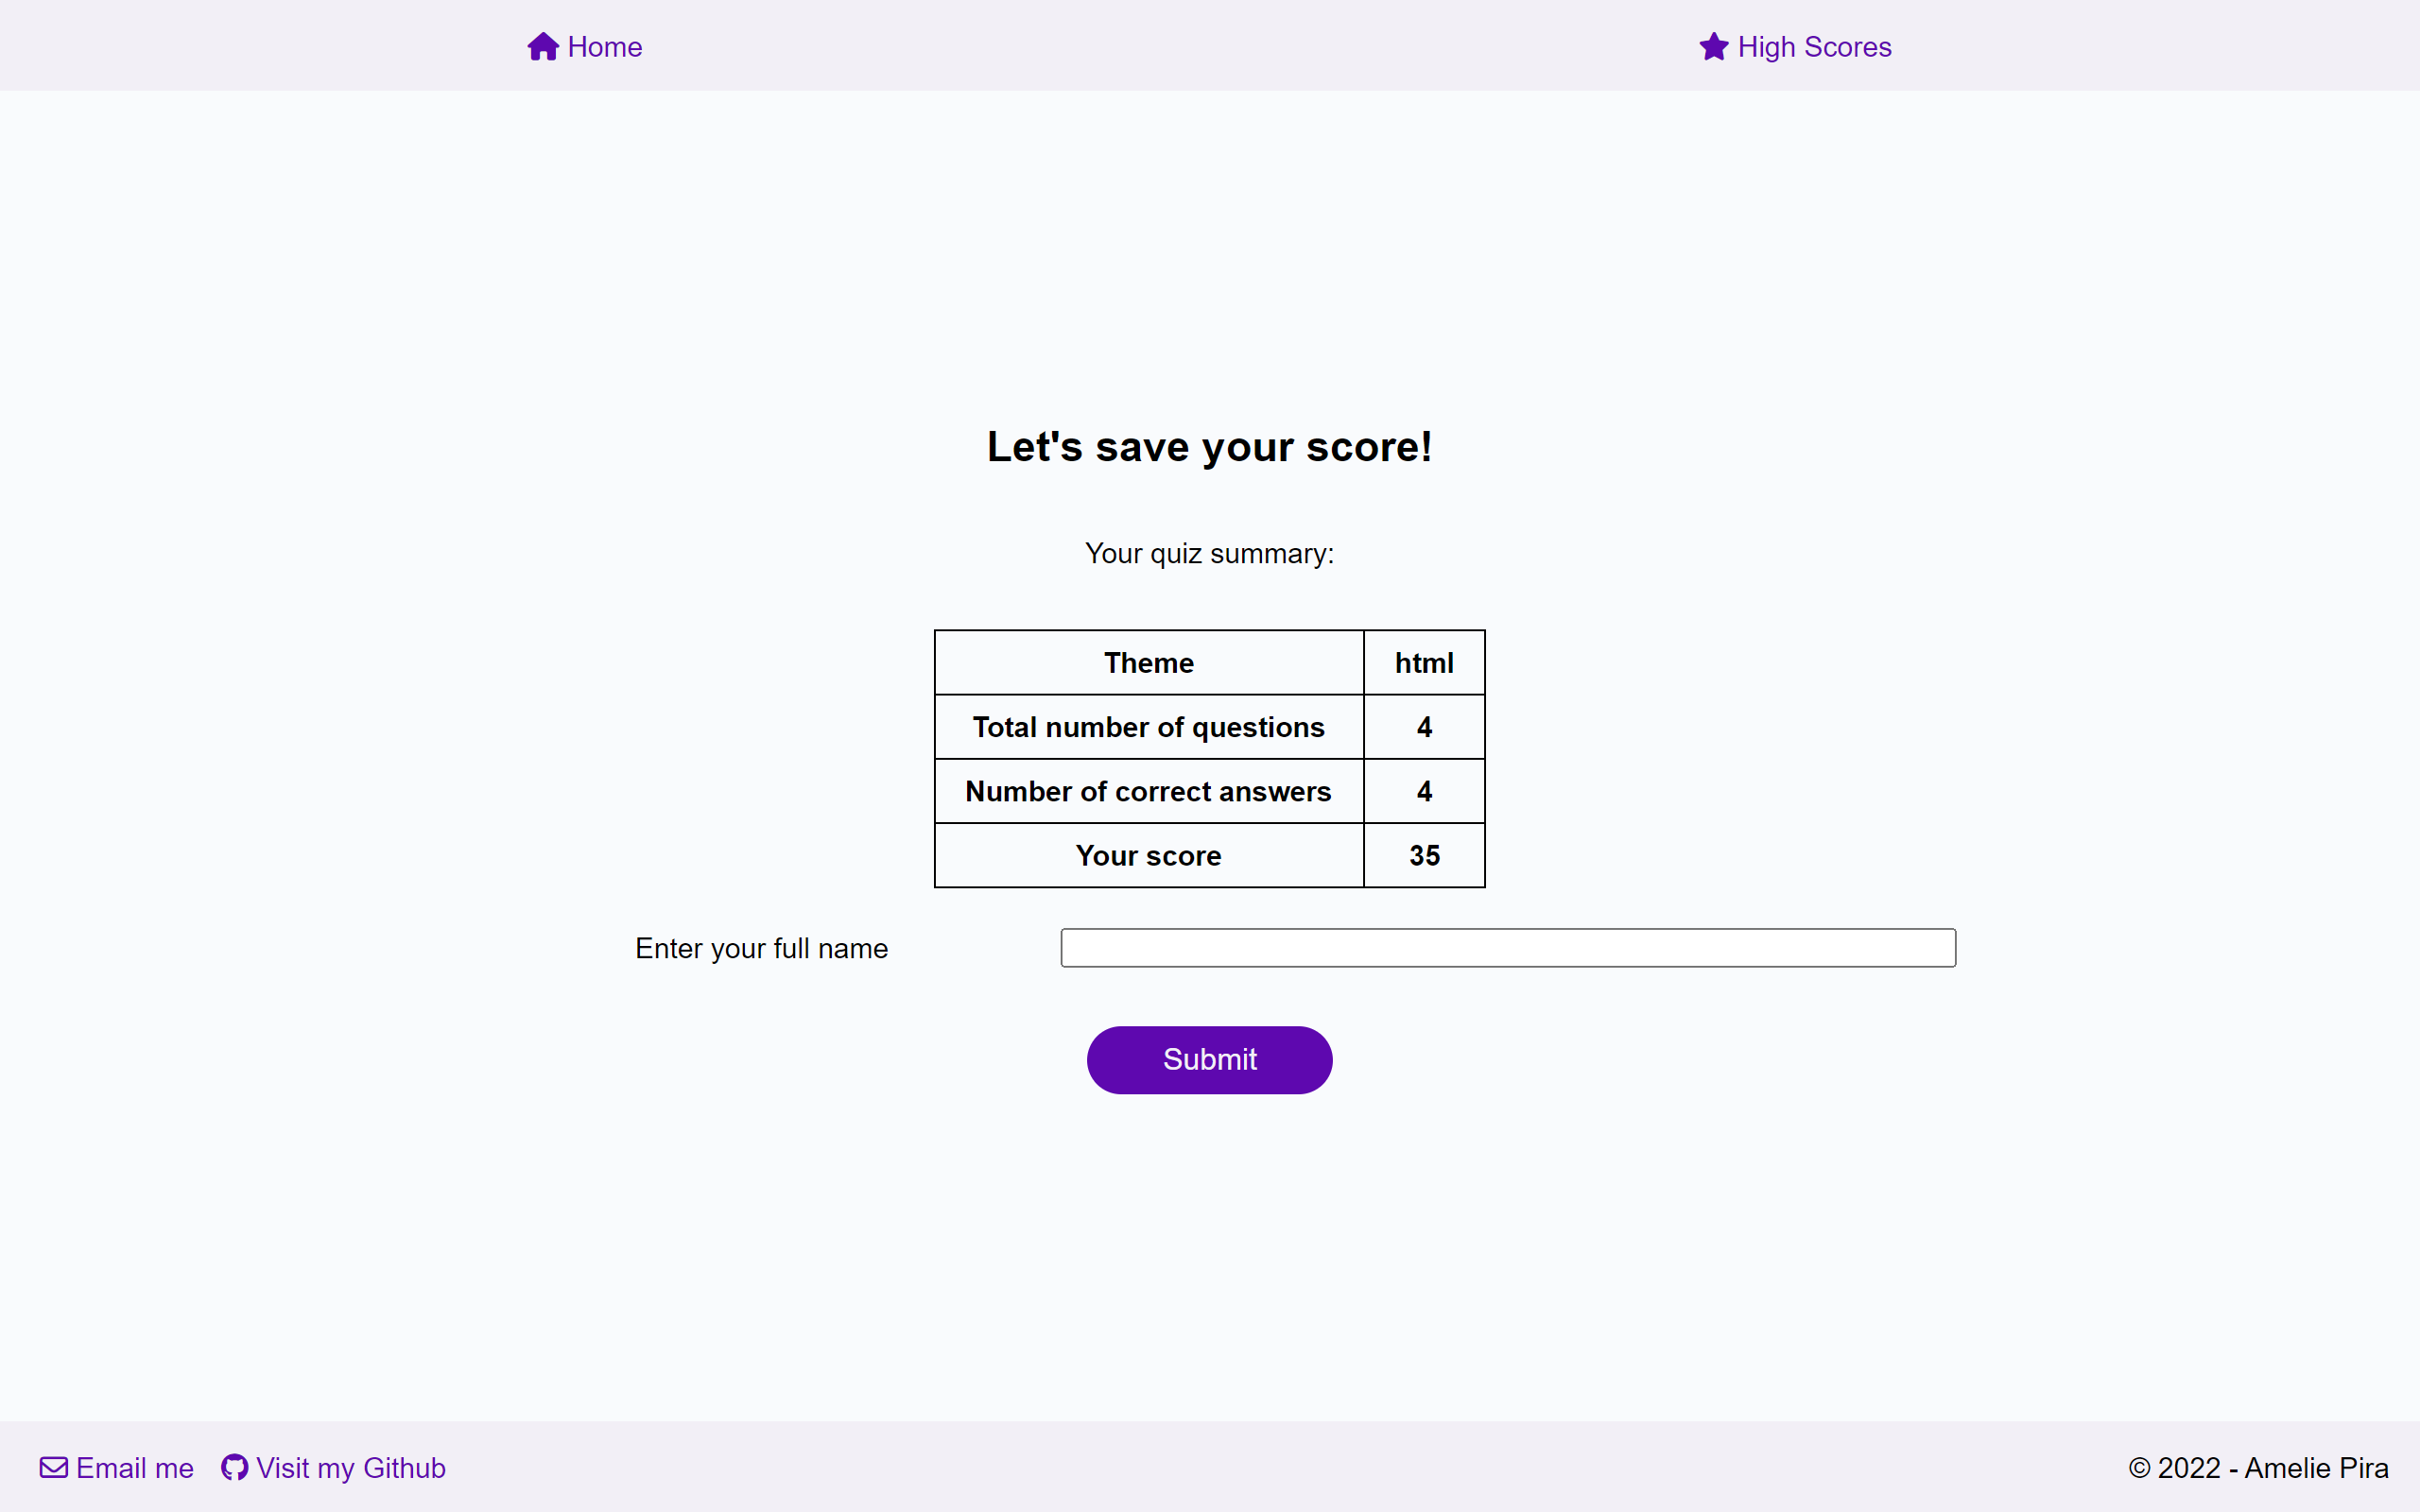 Home High Scores
Let's save your score!
Your quiz summary:
Theme html
Total number of questions 4
Number of correct answers 4
Your score 35
Enter your full name
Submit
Email me Visit my Github © 2022 - Amelie Pira